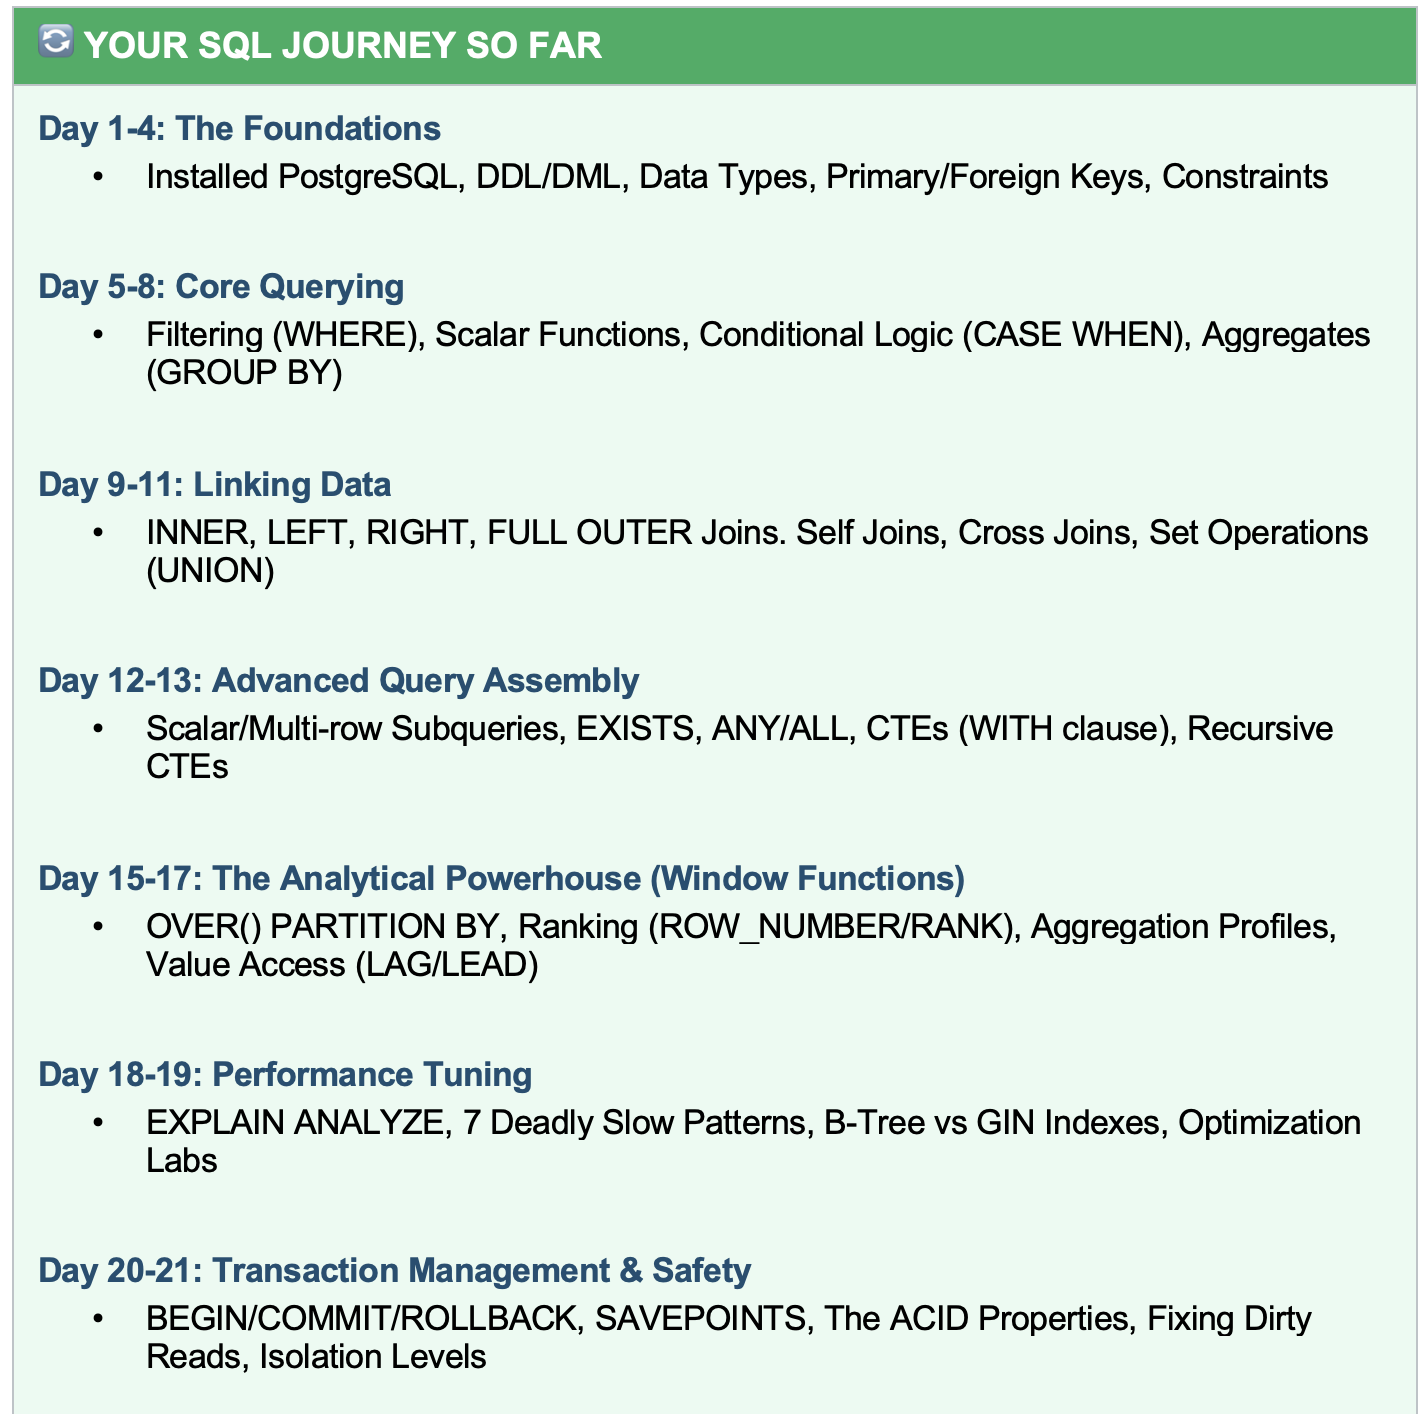 YOUR SQL JOURNEY SO FAR
Day 1-4: The Foundations
• Installed PostgreSQL, DDL/DML, Data Types, Primary/Foreign Keys, Constraints
Day 5-8: Core Querying
• Filtering (WHERE), Scalar Functions, Conditional Logic (CASE WHEN), Aggregates
(GROUP BY)
Day 9-11: Linking Data
• INNER, LEFT, RIGHT, FULL OUTER Joins. Self Joins, Cross Joins, Set Operations
(UNION)
Day 12-13: Advanced Query Assembly
• Scalar/Multi-row Subqueries, EXISTS, ANY/ALL, CTEs (WITH clause), Recursive
CTEs
Day 15-17: The Analytical Powerhouse (Window Functions)
• OVER() PARTITION BY, Ranking (ROW_NUMBER/RANK), Aggregation Profiles,
Value Access (LAG/LEAD)
Day 18-19: Performance Tuning
• EXPLAIN ANALYZE, 7 Deadly Slow Patterns, B-Tree vs GIN Indexes, Optimization
Labs
Day 20-21: Transaction Management & Safety
• BEGIN/COMMIT/ROLLBACK, SAVEPOINTS, The ACID Properties, Fixing Dirty
Reads, Isolation Levels